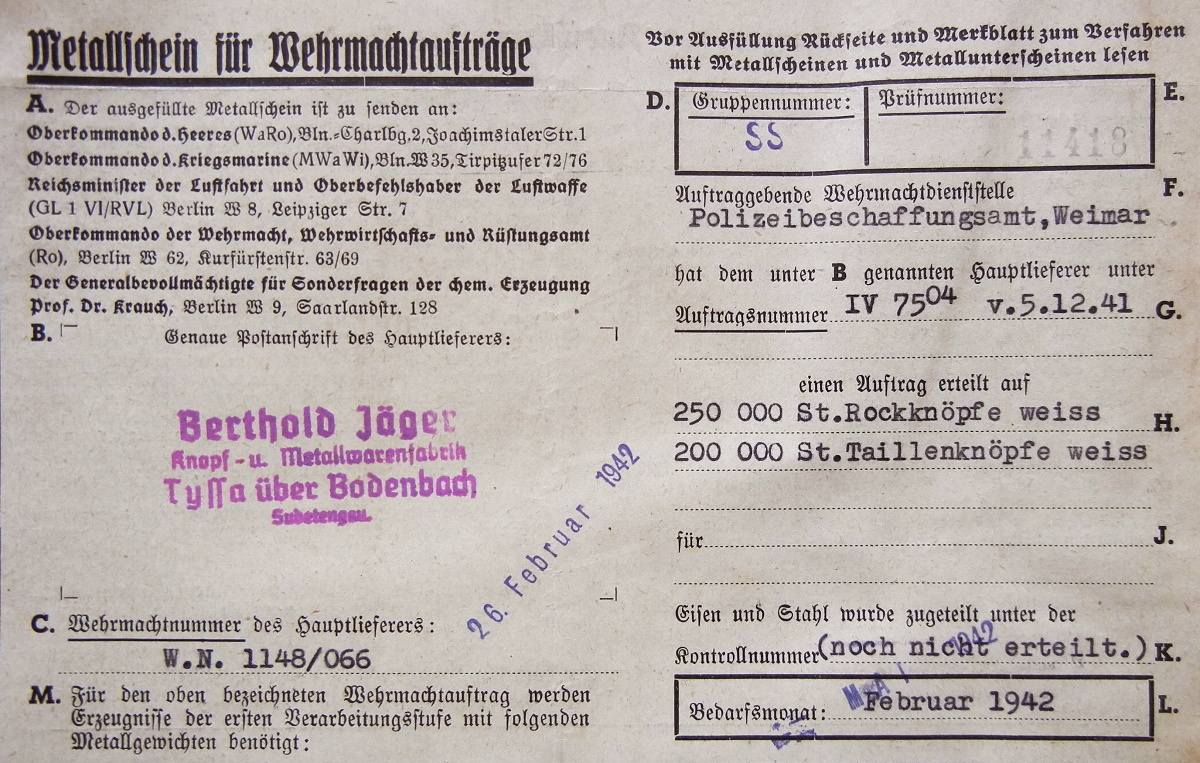 Metallschein für Wehrmachtaufträge
A. Der ausgefüllte Metallschein ist zu senden an:
Oberkommando d. Heeres (WaRo), Bln.-Charlbg. 2, Joachimstaler Str. 1
Oberkommando d. Kriegsmarine (MWaWi), Bln. W 35, Tirpitzufer 72/76
Reichsminister der Luftfahrt und Oberbefehlshaber der Luftwaffe
(GL 1 VI/RVL) Berlin W 8, Leipziger Str. 7
Oberkommando der Wehrmacht, Wehrwirtschafts- und Rüstungsamt
(Ro), Berlin W 62, Kurfürstenstr. 63/69
Der Generalbevollmächtigte für Sonderfragen der chem. Erzeugung
Prof. Dr. Krauch, Berlin W 9, Saarlandstr. 128
B. Genaue Postanschrift des Hauptlieferers:
Berthold Jäger
Knopf- u. Metallwarenfabrik
Tyssa über Bodenbach
Sudetengau.
26. Februar 1942
C. Wehrmachtnummer des Hauptlieferers:
W.N. 1148/066
M. Für den oben bezeichneten Wehrmachtauftrag werden
Erzeugnisse der ersten Verarbeitungsstufe mit folgenden
Metallgewichten benötigt:
Vor Ausfüllung Rückseite und Merkblatt zum Verfahren
mit Metallscheinen und Metallunterscheinen lesen
D. Gruppennummer: Prüfnummer: E.
SS 11418
Auftraggebende Wehrmachtdienststelle F.
Polizeibeschaffungsamt, Weimar
hat dem unter B genannten Hauptlieferer unter
Auftragsnummer IV 7504 v.5.12.41 G.
einen Auftrag erteilt auf
250 000 St.Rockknöpfe weiss H.
200 000 St.Taillenknöpfe weiss
für J.
Eisen und Stahl wurde zugeteilt unter der
Kontrollnummer (noch nicht erteilt.) K.
1942
Bedarfsmonat: Februar 1942 L.